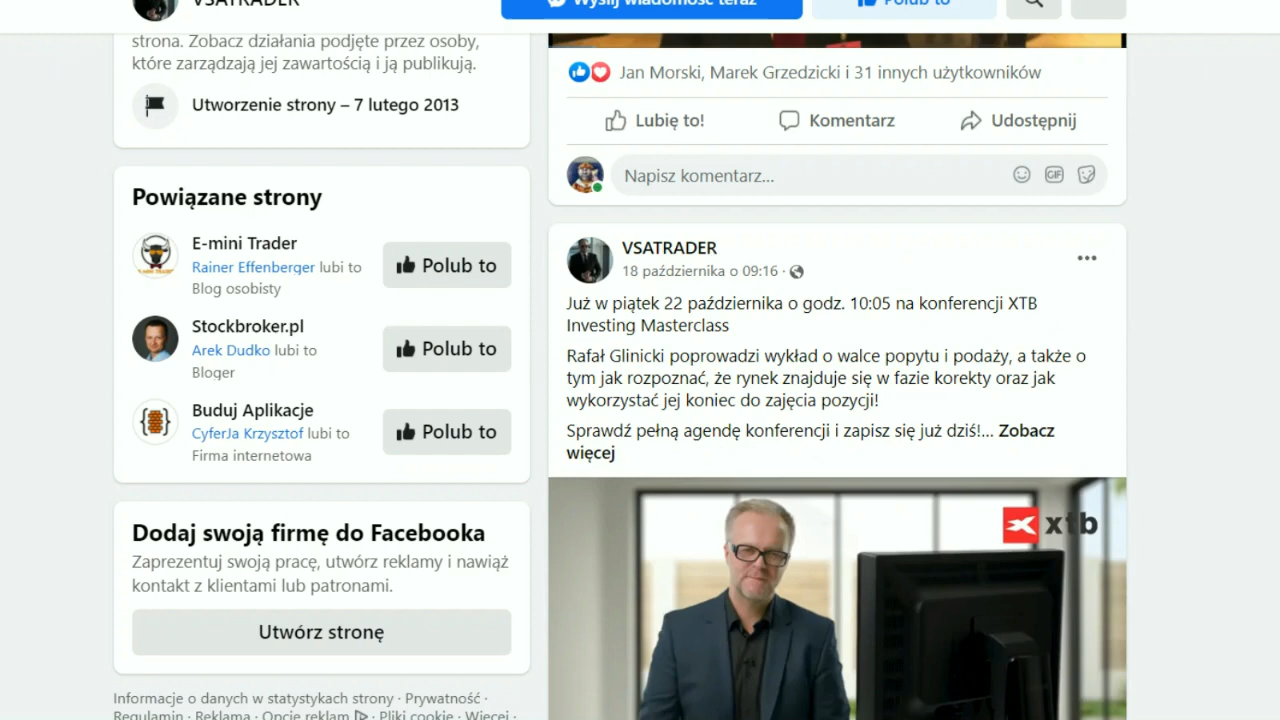 VSATRADER
Wyślij wiadomość teraz
Polub to
strona. Zobacz działania podjęte przez osoby,
które zarządzają jej zawartością i ją publikują.
Utworzenie strony – 7 lutego 2013
Powiązane strony
E-mini Trader
Rainer Effenberger lubi to
Blog osobisty
Polub to
Stockbroker.pl
Arek Dudko lubi to
Bloger
Polub to
Buduj Aplikacje
CyferJa Krzysztof lubi to
Firma internetowa
Polub to
Dodaj swoją firmę do Facebooka
Zaprezentuj swoją pracę, utwórz reklamy i nawiąż
kontakt z klientami lub patronami.
Utwórz stronę
Informacje o danych w statystykach strony · Prywatność ·
Regulamin · Reklama · Opcje reklam · Pliki cookie · Więcej ·
Jan Morski, Marek Grzedzicki i 31 innych użytkowników
Lubię to!
Komentarz
Udostępnij
Napisz komentarz...
GIF
VSATRADER
18 października o 09:16 ·
Już w piątek 22 października o godz. 10:05 na konferencji XTB
Investing Masterclass
Rafał Glinicki poprowadzi wykład o walce popytu i podaży, a także o
tym jak rozpoznać, że rynek znajduje się w fazie korekty oraz jak
wykorzystać jej koniec do zajęcia pozycji!
Sprawdź pełną agendę konferencji i zapisz się już dziś!... Zobacz
więcej
xtb